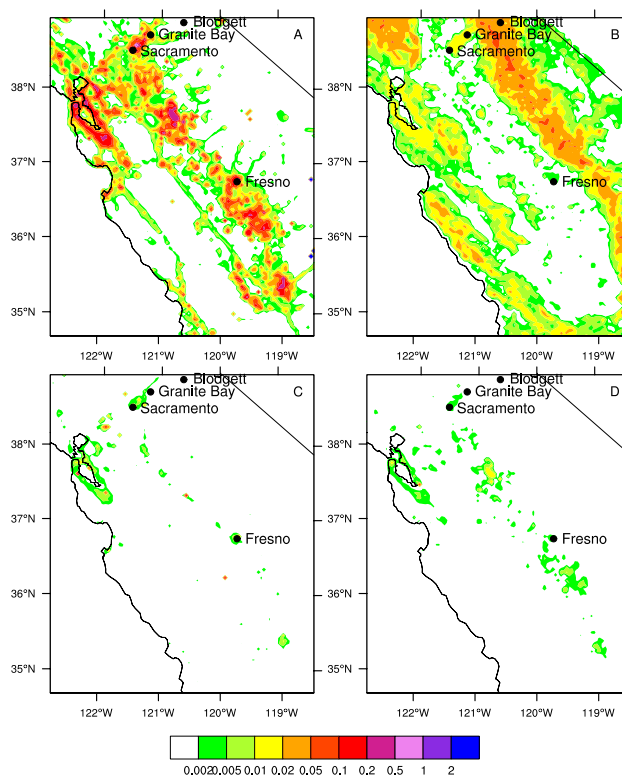 Blodgett
A
Granite Bay
Sacramento
38°N
37°N
Fresno
36°N
35°N
122°W 121°W 120°W 119°W
Blodgett
B
Granite Bay
Sacramento
38°N
37°N
Fresno
36°N
35°N
122°W 121°W 120°W 119°W
Blodgett
C
Granite Bay
Sacramento
38°N
37°N
Fresno
36°N
35°N
122°W 121°W 120°W 119°W
Blodgett
D
Granite Bay
Sacramento
38°N
37°N
Fresno
36°N
35°N
122°W 121°W 120°W 119°W
0.002 0.005 0.01 0.02 0.05 0.1 0.2 0.5 1 2